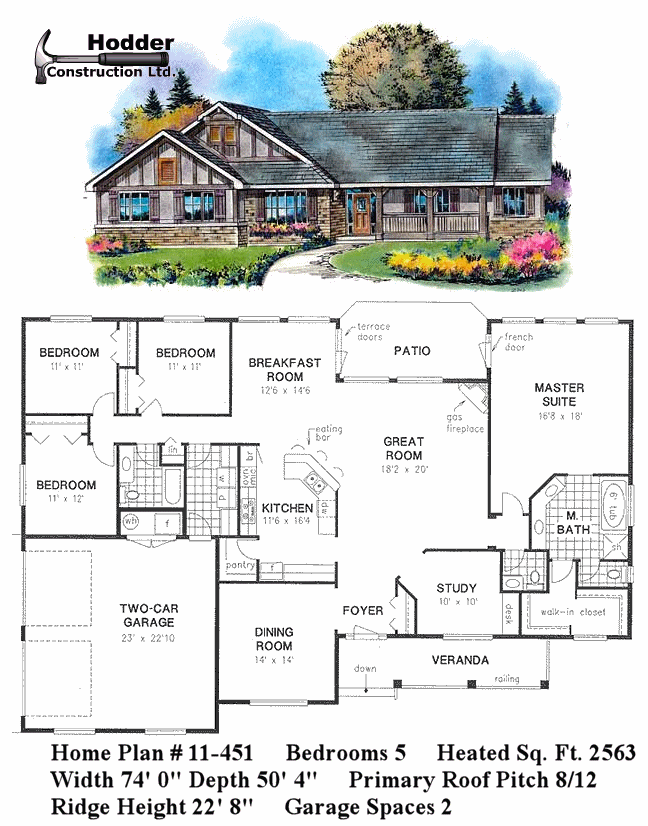 Hodder
Construction Ltd.
BEDROOM
11' x 11'
BEDROOM
11' x 11'
BREAKFAST
ROOM
12'6 x 14'6
terrace
doors
PATIO
french
door
MASTER
SUITE
16'8 x 18'
gas
fireplace
eating
bar
GREAT
ROOM
18'2 x 20'
lin
BEDROOM
11' x 12'
w
d
br
ovn
mic
KITCHEN
11'6 x 16'4
dw
M.
BATH
6' tub
sh
wh
f
pantry
f
TWO-CAR
GARAGE
23' x 22'10
DINING
ROOM
14' x 14'
FOYER
STUDY
10' x 10'
desk
walk-in closet
down
VERANDA
railing
Home Plan # 11-451 Bedrooms 5 Heated Sq. Ft. 2563
Width 74' 0" Depth 50' 4" Primary Roof Pitch 8/12
Ridge Height 22' 8" Garage Spaces 2